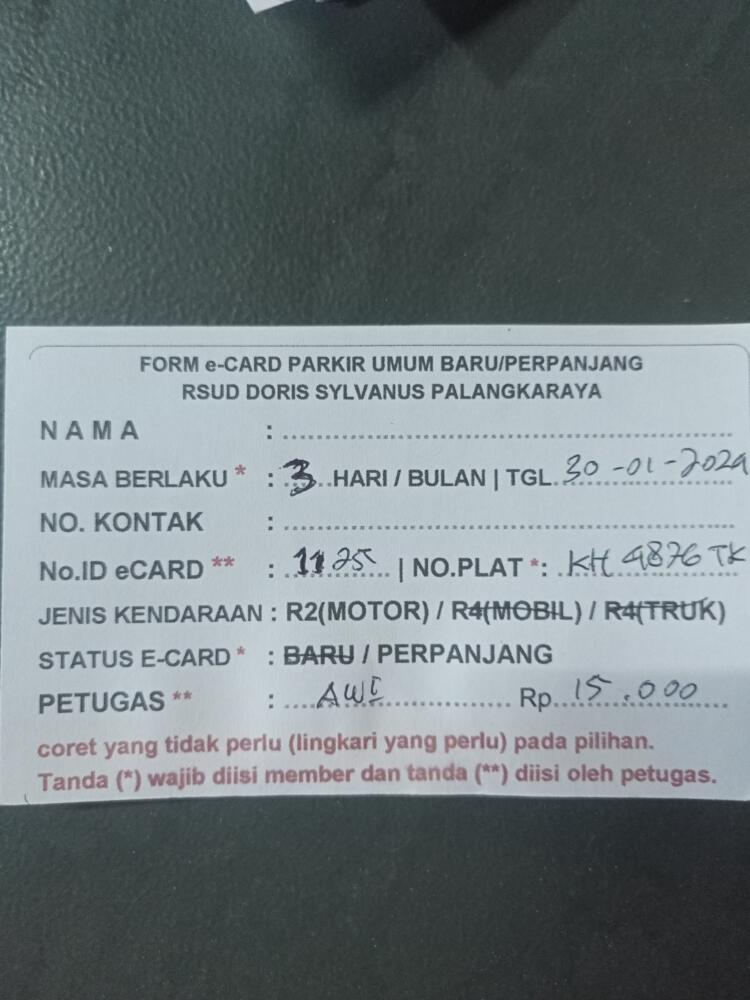 FORM e-CARD PARKIR UMUM BARU/PERPANJANG
RSUD DORIS SYLVANUS PALANGKARAYA
N A M A :
MASA BERLAKU * : 3 HARI / BULAN | TGL. 30-01-2024
NO. KONTAK :
No.ID eCARD ** : 1125 | NO.PLAT *: KH 4876 TK
JENIS KENDARAAN : R2(MOTOR) / R4(MOBIL) / R4(TRUK)
STATUS E-CARD * : BARU / PERPANJANG
PETUGAS ** : AWI Rp. 15.000
coret yang tidak perlu (lingkari yang perlu) pada pilihan.
Tanda (*) wajib diisi member dan tanda (**) diisi oleh petugas.